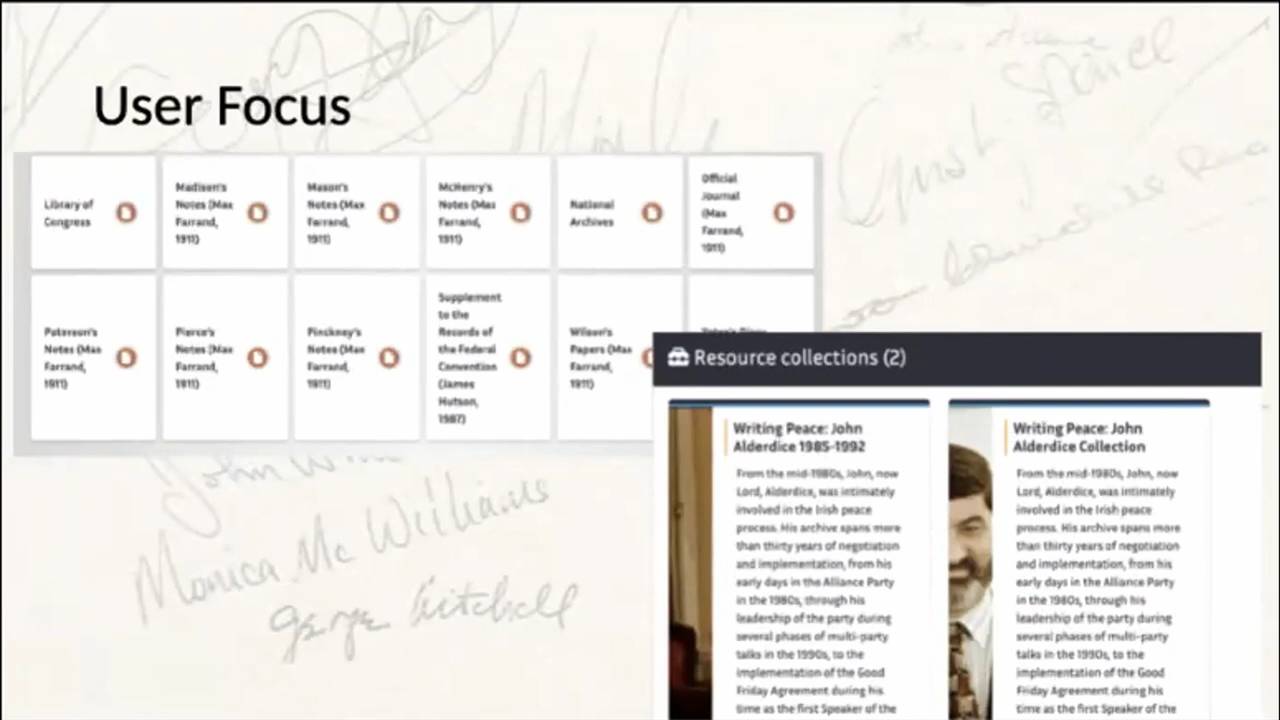 User Focus
Library of
Congress
Madison's
Notes (Max
Farrand,
1911)
Mason's
Notes (Max
Farrand,
1911)
McHenry's
Notes (Max
Farrand,
1911)
National
Archives
Official
Journal
(Max
Farrand,
1911)
Paterson's
Notes (Max
Farrand,
1911)
Pierce's
Notes (Max
Farrand,
1911)
Pinckney's
Notes (Max
Farrand,
1911)
Supplement
to the
Records of
the Federal
Convention
(James
Hutson,
1987)
Wilson's
Papers (Max
Farrand,
1911)
Resource collections (2)
Writing Peace: John
Alderdice 1985-1992
From the mid-1980s, John, now
Lord, Alderdice, was intimately
involved in the Irish peace
process. His archive spans more
than thirty years of negotiation
and implementation, from his
early days in the Alliance Party
in the 1980s, through his
leadership of the party during
several phases of multi-party
talks in the 1990s, to the
implementation of the Good
Friday Agreement during his
time as the first Speaker of the
Writing Peace: John
Alderdice Collection
From the mid-1980s, John, now
Lord, Alderdice, was intimately
involved in the Irish peace
process. His archive spans more
than thirty years of negotiation
and implementation, from his
early days in the Alliance Party
in the 1980s, through his
leadership of the party during
several phases of multi-party
talks in the 1990s, to the
implementation of the Good
Friday Agreement during his
time as the first Speaker of the
John
Monica Mc Williams
George Mitchell